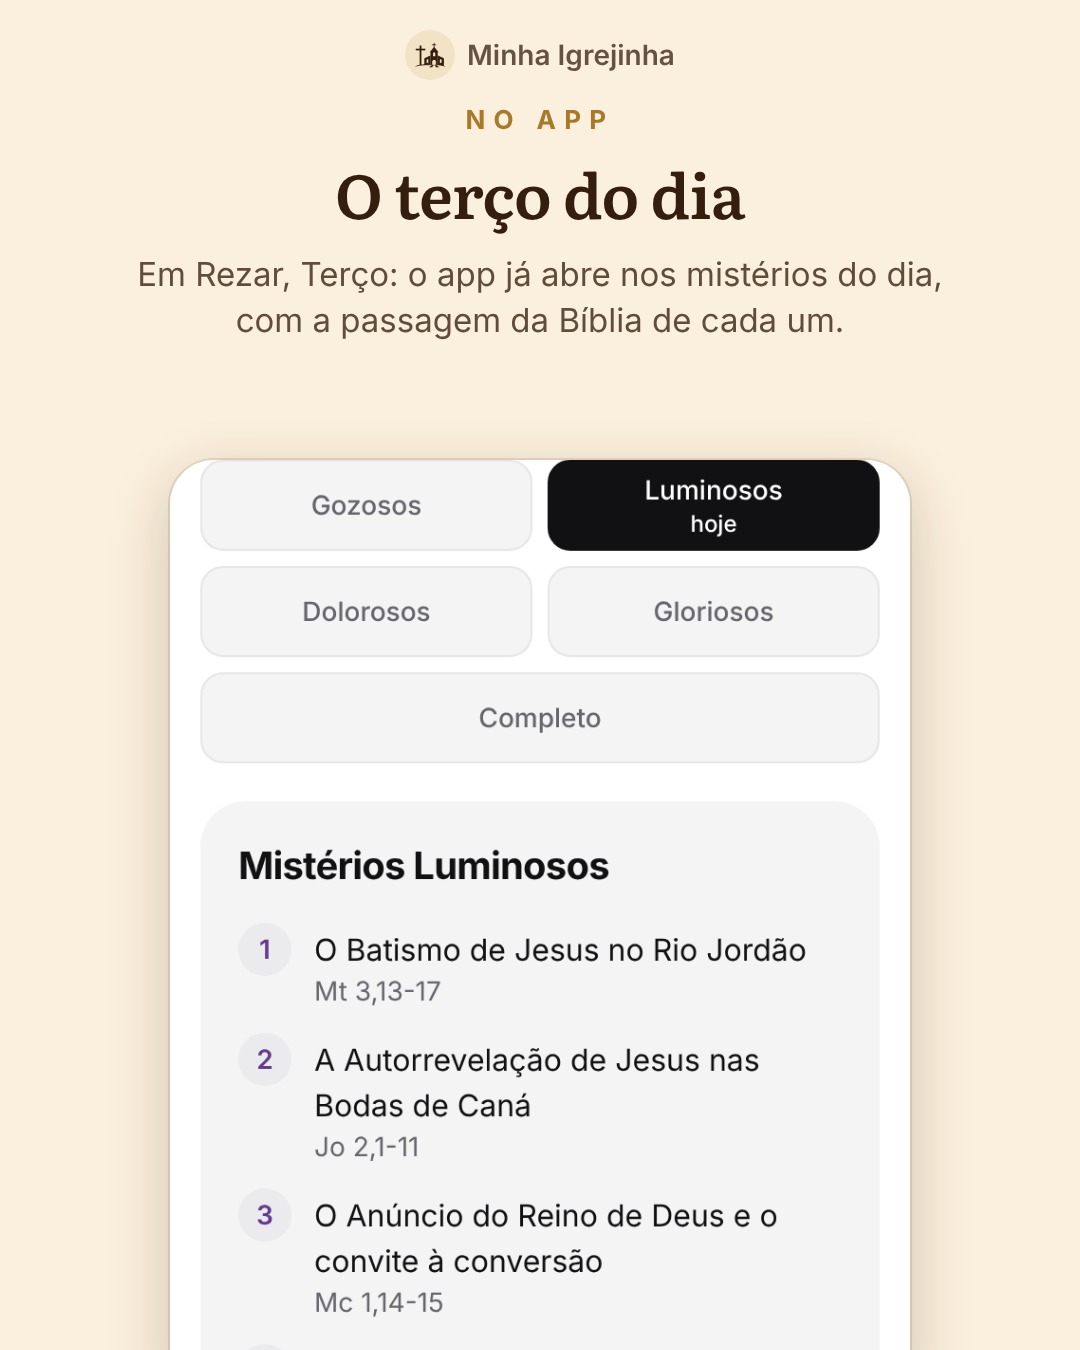 Minha Igrejinha
NO APP
O terço do dia
Em Rezar, Terço: o app já abre nos mistérios do dia,
com a passagem da Bíblia de cada um.
Gozosos
Luminosos
hoje
Dolorosos
Gloriosos
Completo
Mistérios Luminosos
1
O Batismo de Jesus no Rio Jordão
Mt 3,13-17
2
A Autorrevelação de Jesus nas
Bodas de Caná
Jo 2,1-11
3
O Anúncio do Reino de Deus e o
convite à conversão
Mc 1,14-15